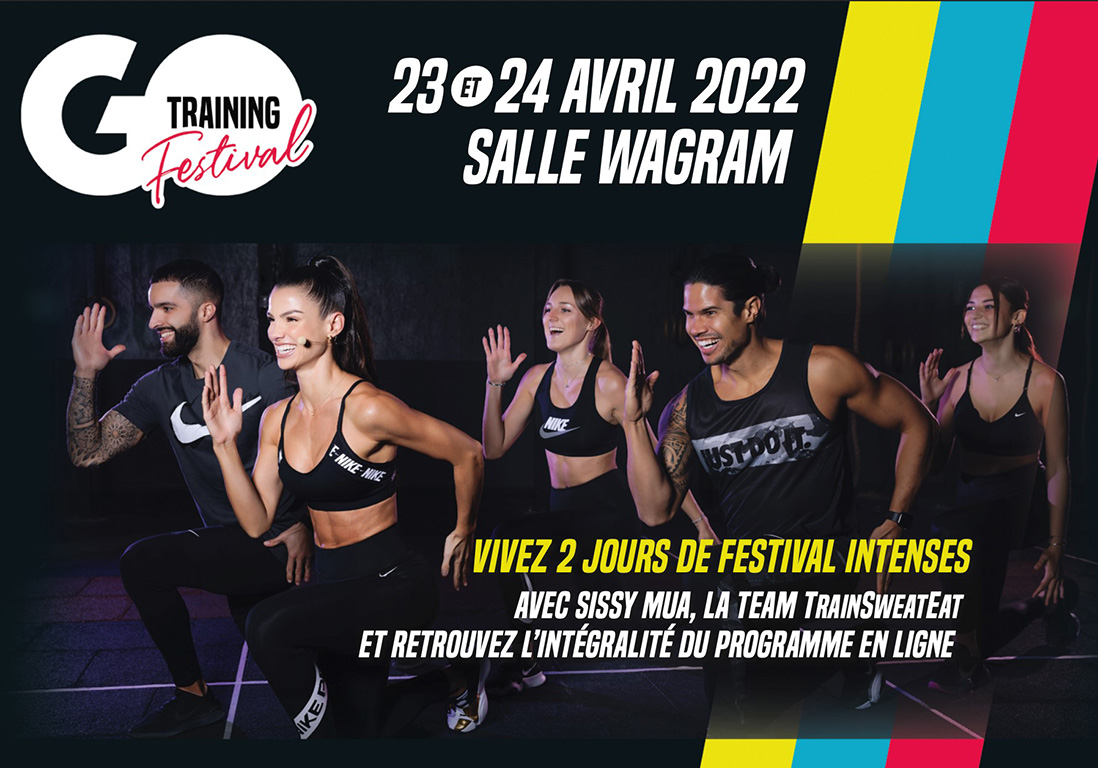 GO
TRAINING
Festival
23 ET 24 AVRIL 2022
SALLE WAGRAM
NIKE
JUST DO IT.
NIKE NIKE NIKE
VIVEZ 2 JOURS DE FESTIVAL INTENSES
AVEC SISSY MUA, LA TEAM TRAINSWEATEAT
ET RETROUVEZ L'INTÉGRALITÉ DU PROGRAMME EN LIGNE
NIKE